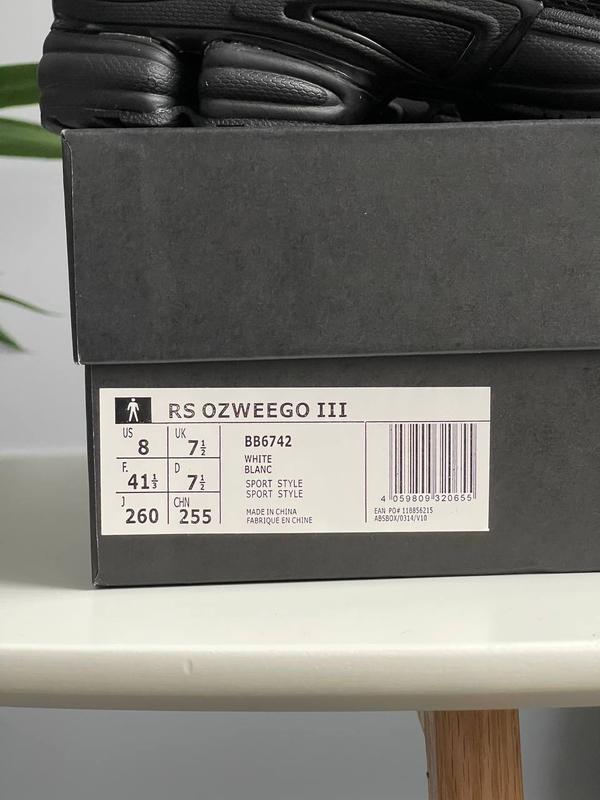 RS OZWEEGO III
US 8 UK 7½
F. 41⅓ D 7½
J 260 CHN 255
BB6742
WHITE
BLANC
SPORT STYLE
SPORT STYLE
MADE IN CHINA
FABRIQUE EN CHINE
4 059809 320655
EAN PO# 118856215
ABSBOX/0314/V10